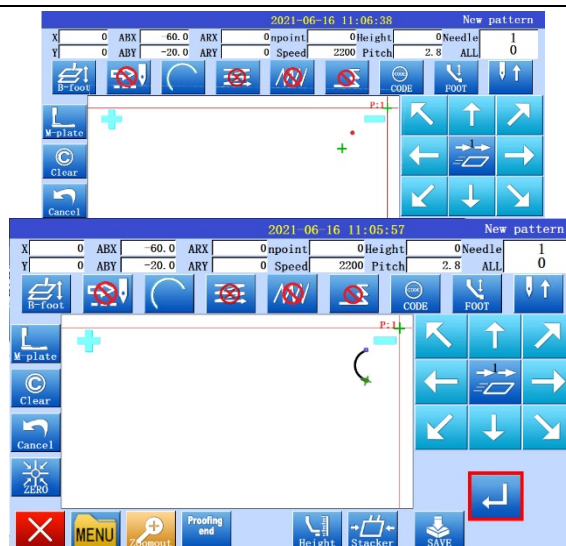 2021-06-16 11:06:38 New pattern
X 0 ABX -60.0 ARX 0 npoint 0 Height 0 Needle 1
Y 0 ABY -20.0 ARY 0 Speed 2200 Pitch 2.8 ALL 0
B-foot CODE FOOT
P:1
M-plate
Clear
Cancel
1
2021-06-16 11:05:57 New pattern
X 0 ABX -60.0 ARX 0 npoint 0 Height 0 Needle 1
Y 0 ABY -20.0 ARY 0 Speed 2200 Pitch 2.8 ALL 0
B-foot CODE FOOT
P:1
M-plate
Clear
Cancel
ZERO
1
MENU Zoomout Proofing end Height Stacker SAVE